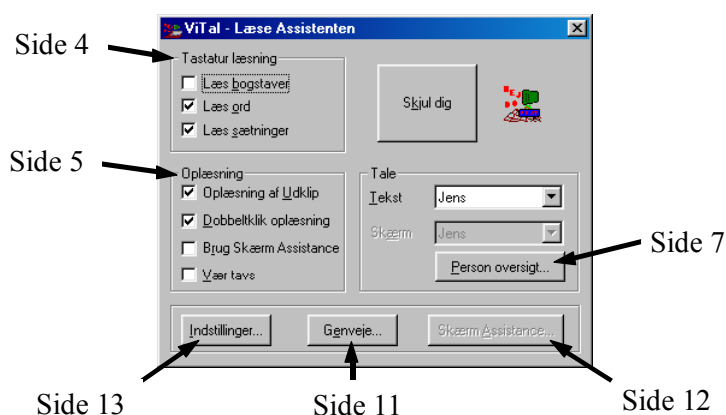 ViTal - Læse Assistenten
Side 4
Tastatur læsning
Læs bogstaver
Læs ord
Læs sætninger
Skjul dig
Side 5
Oplæsning
Oplæsning af Udklip
Dobbeltklik oplæsning
Brug Skærm Assistance
Vær tavs
Tale
Tekst Jens
Skærm Jens
Person oversigt...
Side 7
Indstillinger... Genveje... Skærm Assistance...
Side 13 Side 11 Side 12